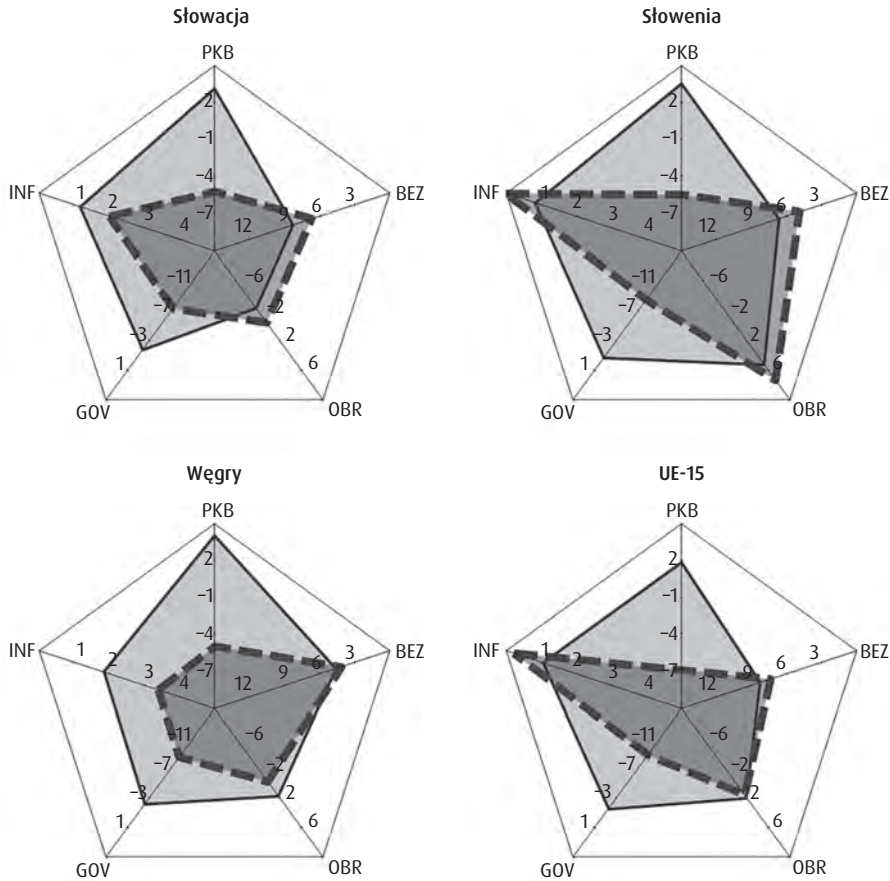 Słowacja
PKB
2
−1
−4
−7
INF 1 2 3 4
12 9 6 3 BEZ
−11 −6
−7 −2
−3 2
1 6
GOV OBR
Słowenia
PKB
2
−1
−4
−7
INF 1 2 3 4
12 9 6 3 BEZ
−11 −6
−7 −2
−3 2
1 6
GOV OBR
Węgry
PKB
2
−1
−4
−7
INF 1 2 3 4
12 9 6 3 BEZ
−11 −6
−7 −2
−3 2
1 6
GOV OBR
UE-15
PKB
2
−1
−4
−7
INF 1 2 3 4
12 9 6 3 BEZ
−11 −6
−7 −2
−3 2
1 6
GOV OBR